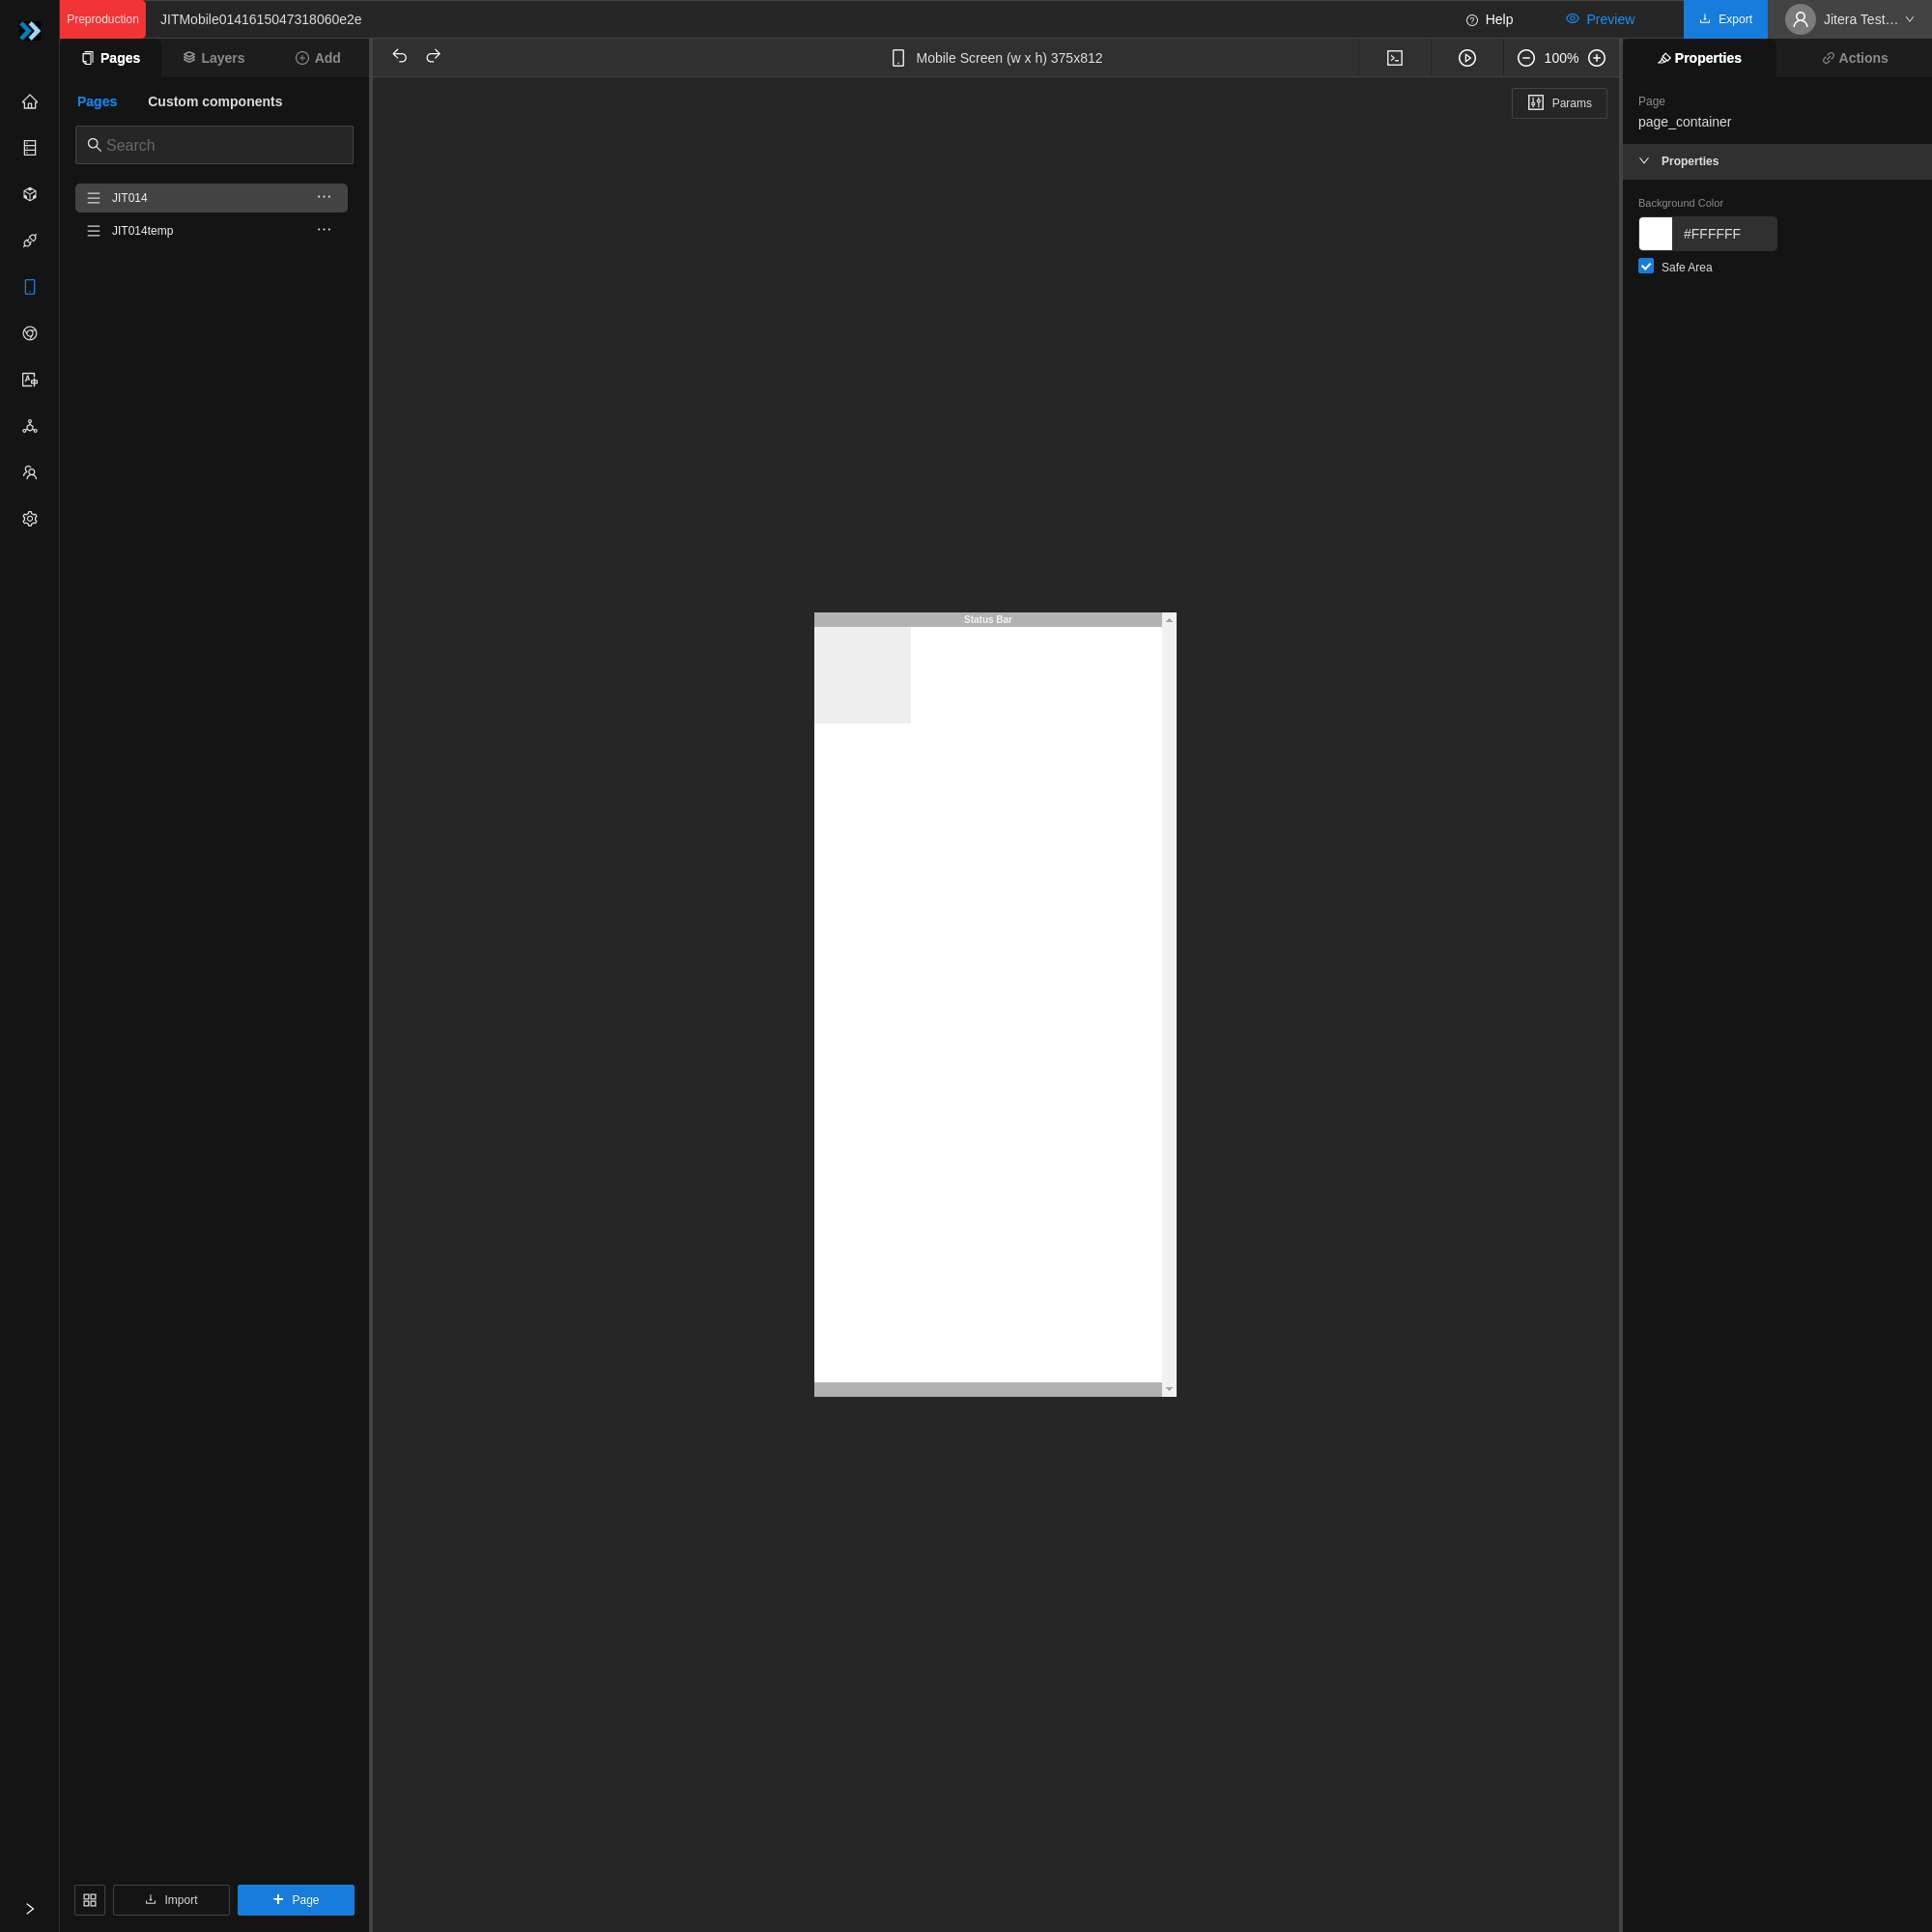 Preproduction
JITMobile0141615047318060e2e
Help
Preview
Export
Jitera Test...
Pages
Layers
Add
Mobile Screen (w x h) 375x812
100%
Properties
Actions
Pages
Custom components
Search
JIT014
JIT014temp
Params
Page
page_container
Properties
Background Color
#FFFFFF
Safe Area
Status Bar
Import
Page